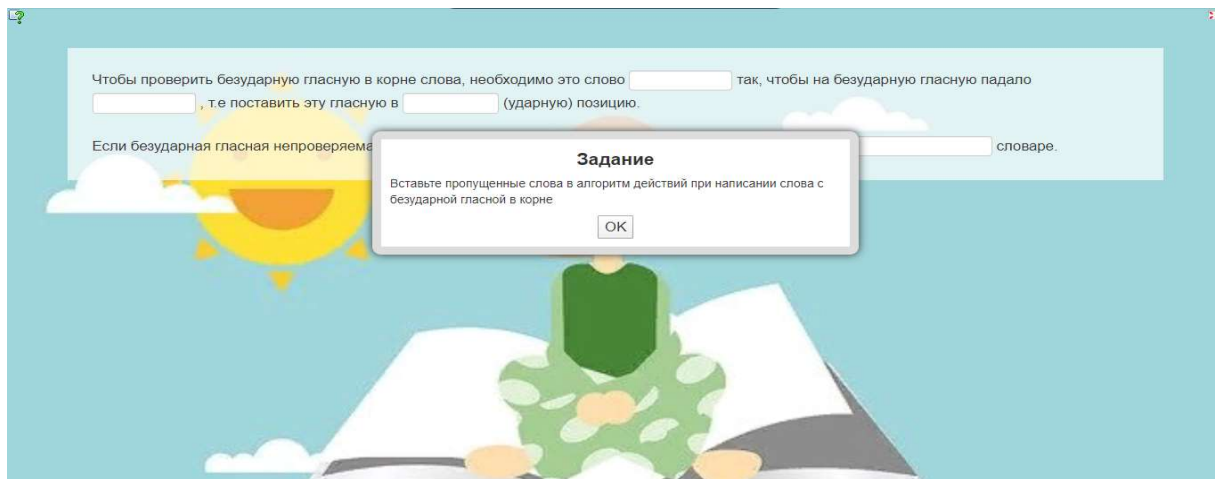 Чтобы проверить безударную гласную в корне слова, необходимо это слово так, чтобы на безударную гласную падало
, т.е поставить эту гласную в (ударную) позицию.
Если безударная гласная непроверяема словаре.
Задание
Вставьте пропущенные слова в алгоритм действий при написании слова с
безударной гласной в корне
OK